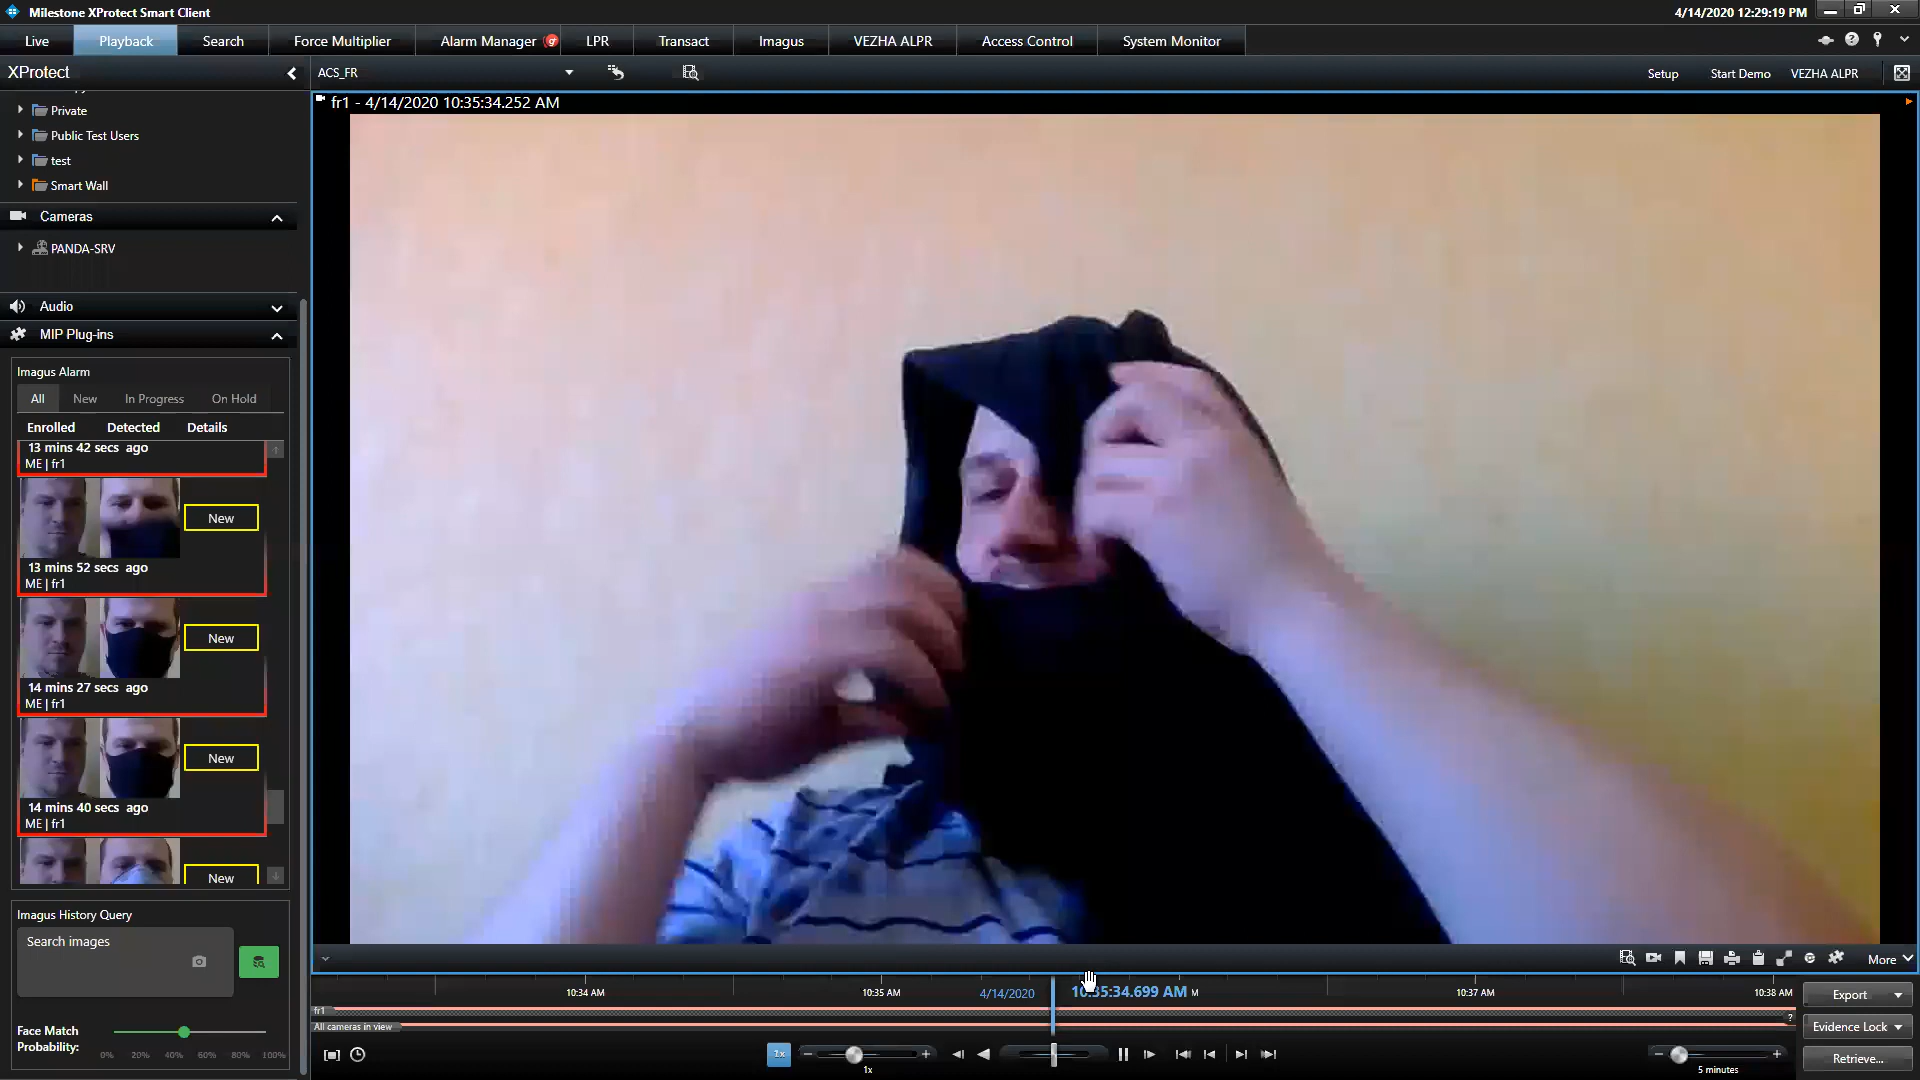 Milestone XProtect Smart Client
4/14/2020 12:29:19 PM
Live
Playback
Search
Force Multiplier
Alarm Manager
LPR
Transact
Imagus
VEZHA ALPR
Access Control
System Monitor
XProtect
ACS_FR
Setup
Start Demo
VEZHA ALPR
fr1 - 4/14/2020 10:35:34.252 AM
Private
Public Test Users
test
Smart Wall
Cameras
PANDA-SRV
Audio
MIP Plug-ins
Imagus Alarm
All
New
In Progress
On Hold
Enrolled
Detected
Details
13 mins 42 secs ago
ME | fr1
New
13 mins 52 secs ago
ME | fr1
New
14 mins 27 secs ago
ME | fr1
New
14 mins 40 secs ago
ME | fr1
New
Imagus History Query
Search images
Face Match
Probability:
0% 20% 40% 60% 80% 100%
More
10:34 AM
10:35 AM
4/14/2020
10:35:34.699 AM
10:37 AM
10:38 AM
fr1
All cameras in view
?
1x
1x
5 minutes
Export
Evidence Lock
Retrieve...